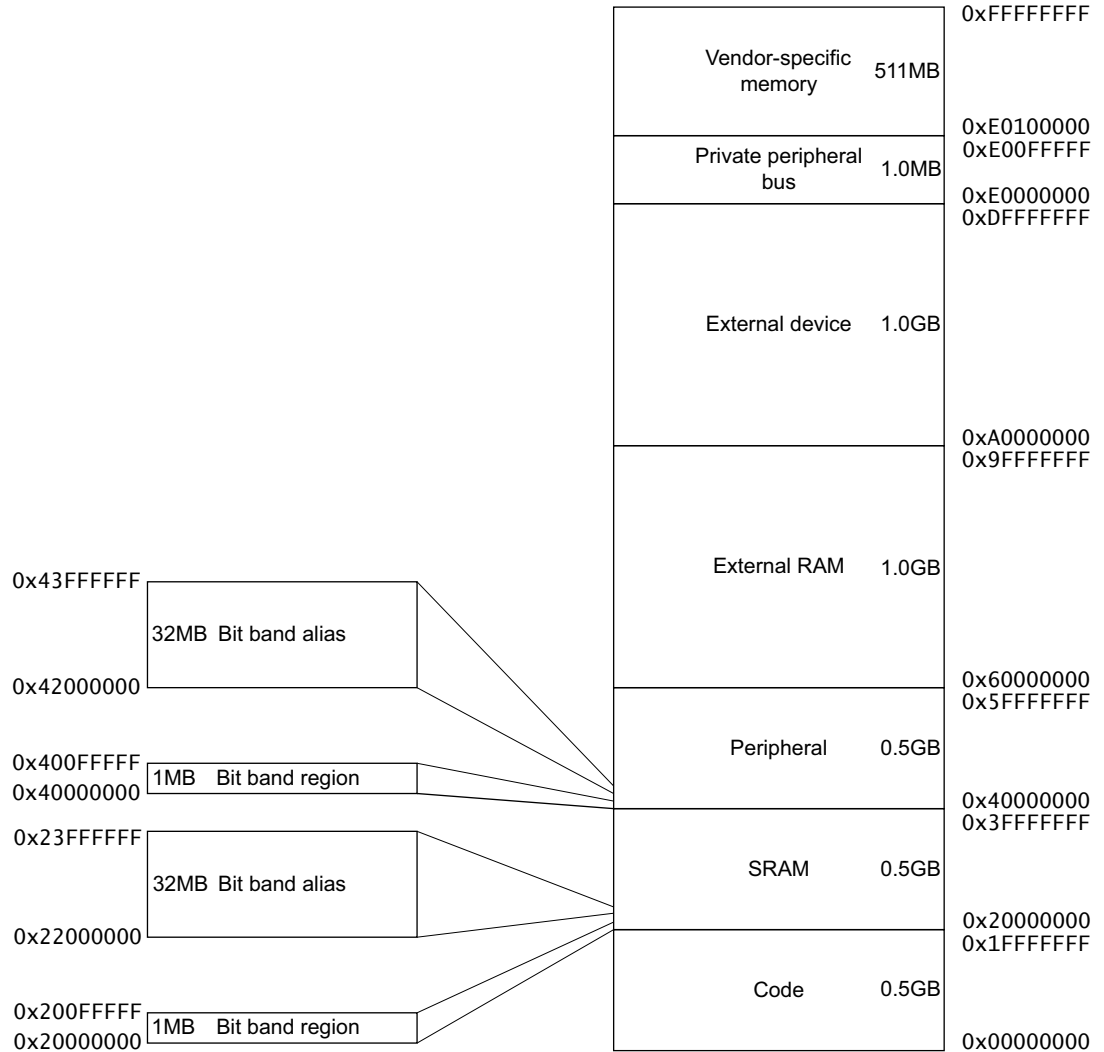 0xFFFFFFFF
Vendor-specific
memory
511MB
0xE0100000
0xE00FFFFF
Private peripheral
bus
1.0MB
0xE0000000
0xDFFFFFFF
External device
1.0GB
0xA0000000
0x9FFFFFFF
External RAM
1.0GB
0x43FFFFFF
32MB Bit band alias
0x42000000
0x60000000
0x5FFFFFFF
Peripheral
0.5GB
0x400FFFFF
1MB Bit band region
0x40000000
0x40000000
0x3FFFFFFF
0x23FFFFFF
32MB Bit band alias
0x22000000
SRAM
0.5GB
0x20000000
0x1FFFFFFF
Code
0.5GB
0x200FFFFF
1MB Bit band region
0x20000000
0x00000000